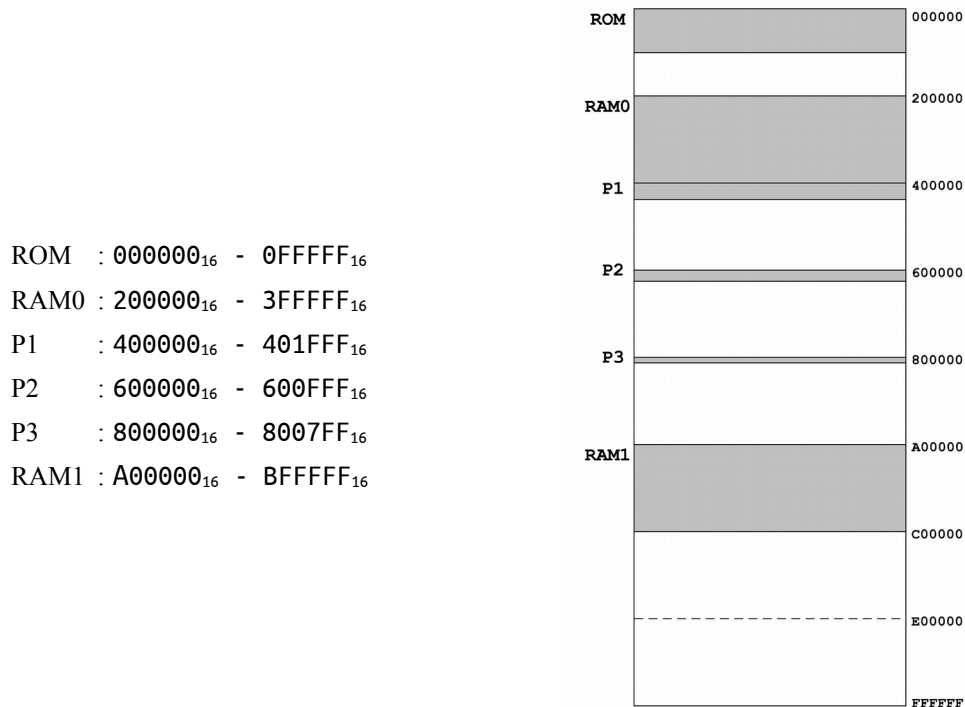 ROM : 000000₁₆ - 0FFFFF₁₆
RAM0 : 200000₁₆ - 3FFFFF₁₆
P1 : 400000₁₆ - 401FFF₁₆
P2 : 600000₁₆ - 600FFF₁₆
P3 : 800000₁₆ - 8007FF₁₆
RAM1 : A00000₁₆ - BFFFFF₁₆
ROM 000000
RAM0 200000
P1 400000
P2 600000
P3 800000
RAM1 A00000
C00000
E00000
FFFFFF